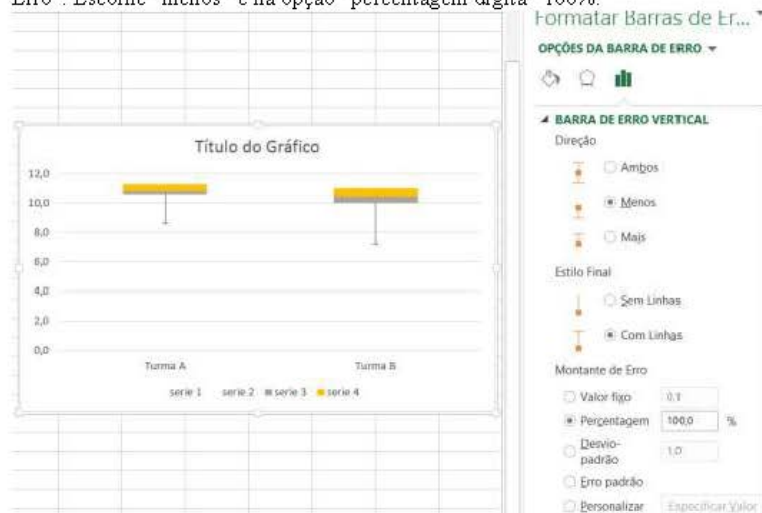 Erro". Escolhe "menos" e na opção "percentagem digita "100%.
Formatar Barras de Er...
OPÇÕES DA BARRA DE ERRO
BARRA DE ERRO VERTICAL
Direção
Ambos
Menos
Mais
Estilo Final
Sem Linhas
Com Linhas
Montante de Erro
Valor fixo 0,1
Percentagem 100,0 %
Desvio-
padrão 1,0
Erro padrão
Personalizar Especificar Valor
Título do Gráfico
12,0
10,0
8,0
6,0
4,0
2,0
0,0
Turma A Turma B
serie 1 serie 2 serie 3 serie 4